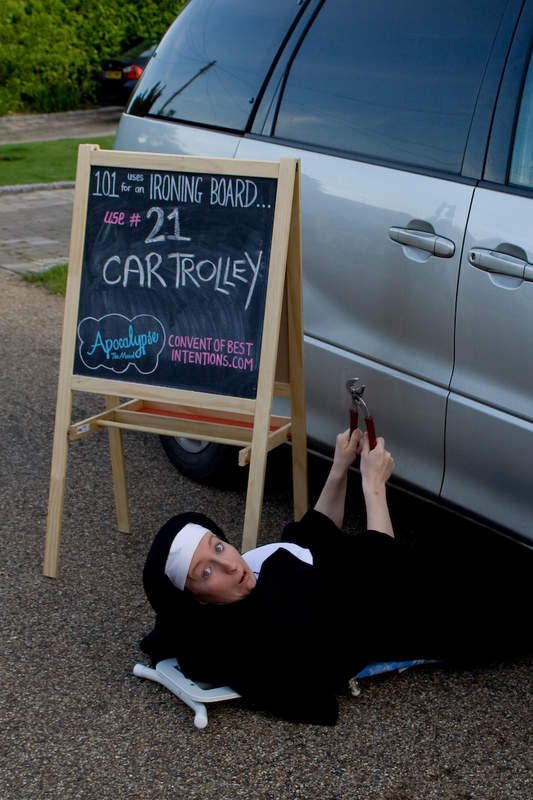 101 uses for an IRONING BOARD...
USE # 21
CAR TROLLEY
Apocalypse
The Musical
CONVENT OF BEST
INTENTIONS.COM